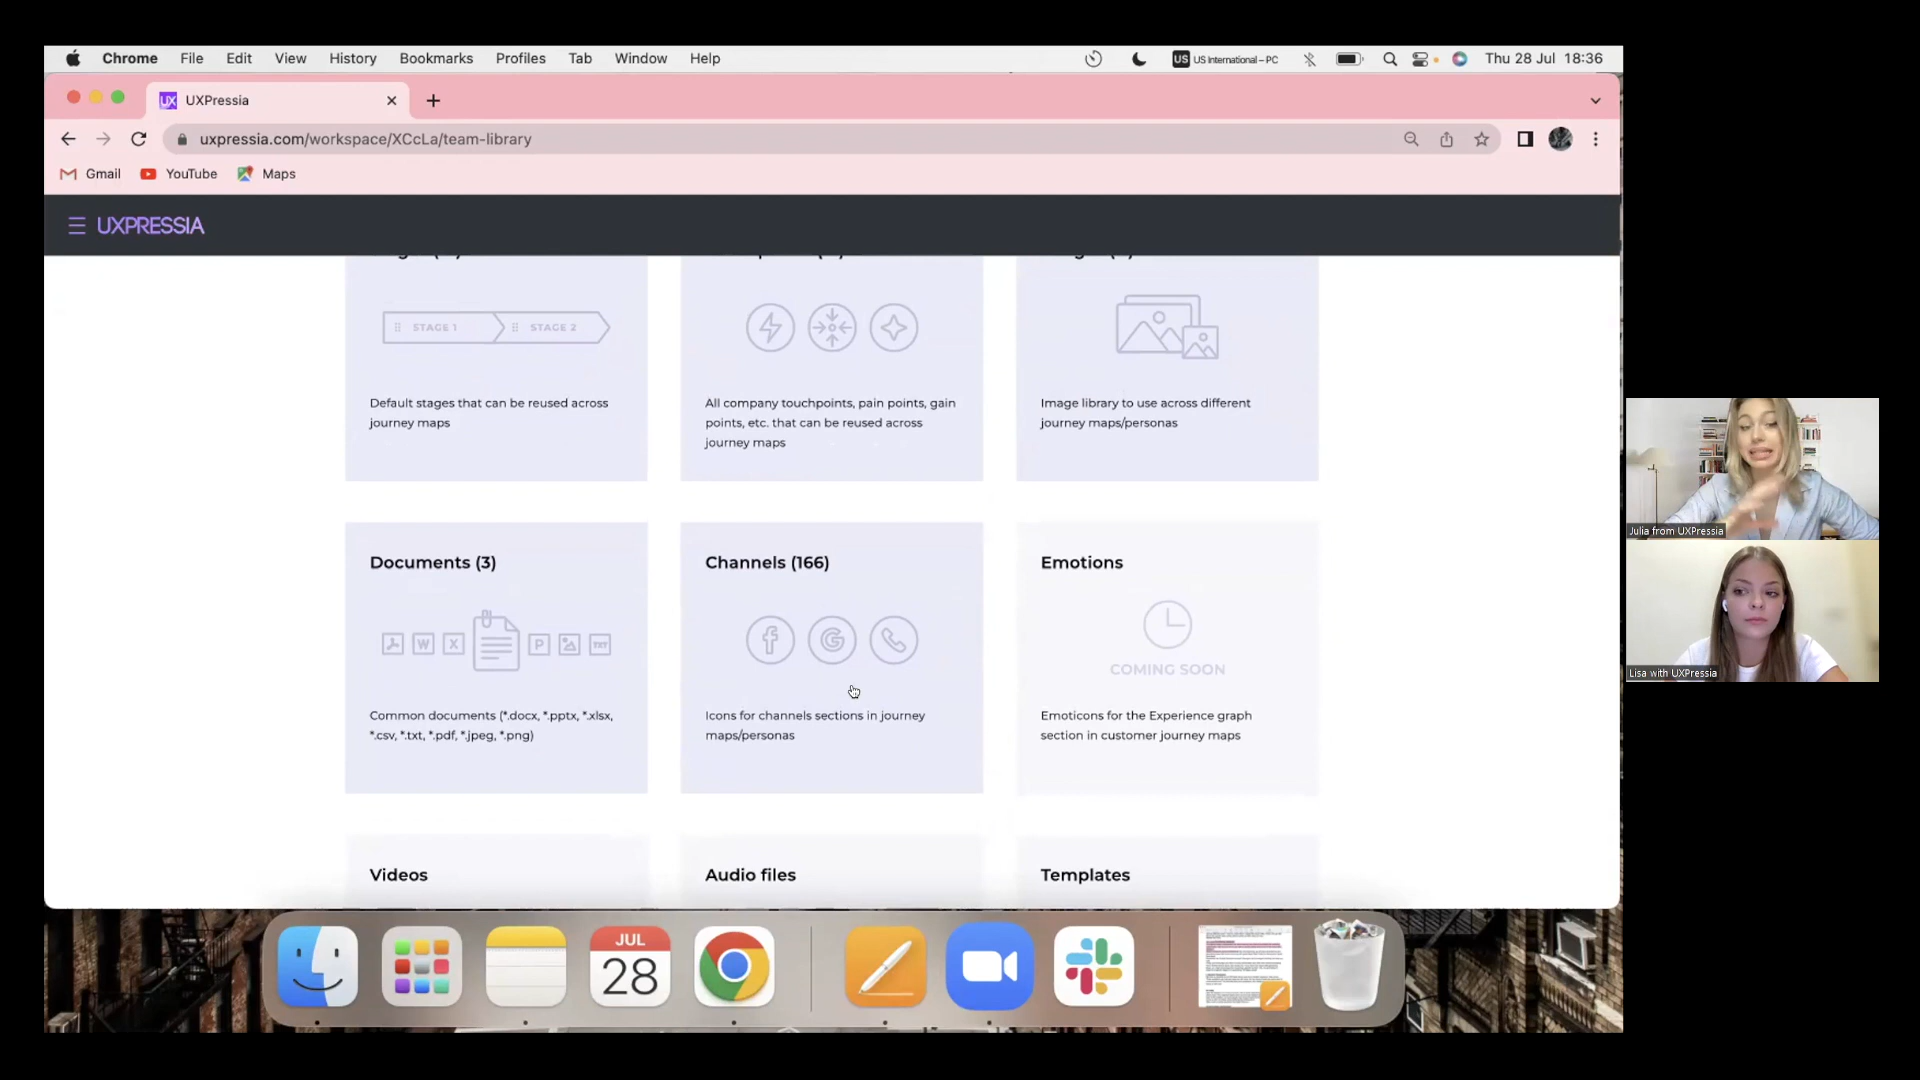 Chrome File Edit View History Bookmarks Profiles Tab Window Help
US US International – PC
Thu 28 Jul 18:36
UX UXPressia
uxpressia.com/workspace/XCcLa/team-library
Gmail YouTube Maps
UXPRESSIA
STAGE 1 STAGE 2
Default stages that can be reused across
journey maps
All company touchpoints, pain points, gain
points, etc. that can be reused across
journey maps
Image library to use across different
journey maps/personas
Documents (3)
W X P TXT
Common documents (*.docx, *.pptx, *.xlsx,
*.csv, *.txt, *.pdf, *.jpeg, *.png)
Channels (166)
Icons for channels sections in journey
maps/personas
Emotions
COMING SOON
Emoticons for the Experience graph
section in customer journey maps
Videos
Audio files
Templates
JUL
28
Julia from UXPressia
Lisa with UXPressia